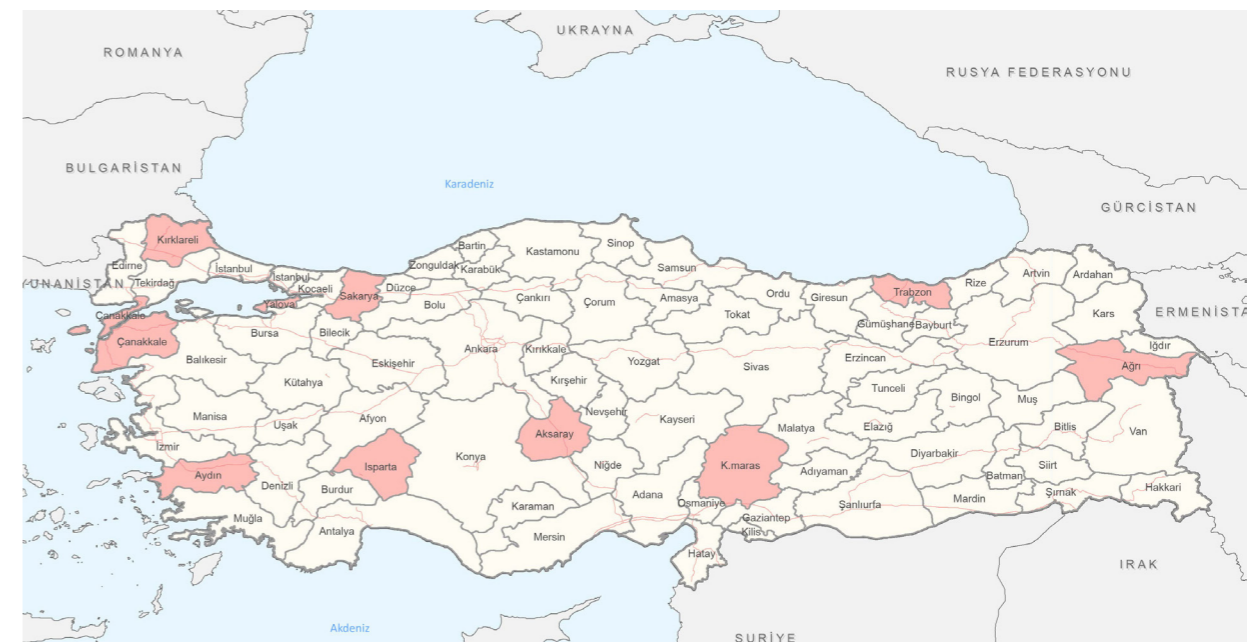 UKRAYNA
ROMANYA
RUSYA FEDERASYONU
BULGARİSTAN
Karadeniz
GÜRCİSTAN
Kırklareli
Edirne
İstanbul
İstanbul
Tekirdağ
YUNANİSTAN
Kocaeli
Sakarya
Düzce
Zonguldak
Bartin
Karabük
Kastamonu
Sinop
Samsun
Yalova
Bolu
Çankırı
Çorum
Amasya
Ordu
Giresun
Trabzon
Rize
Artvin
Ardahan
Kars
ERMENİSTA
Çanakkale
Çanakkale
Bursa
Bilecik
Tokat
Gümüşhane
Bayburt
Erzurum
Iğdır
Ağrı
Balıkesir
Eskişehir
Ankara
Kırıkkale
Yozgat
Sivas
Erzincan
Kütahya
Kırşehir
Tunceli
Bingol
Muş
Manisa
Uşak
Afyon
Nevşehir
Kayseri
Malatya
Elazığ
Bitlis
Van
İzmir
Aksaray
Konya
Isparta
Aydın
Denizli
Burdur
Niğde
K.maras
Adıyaman
Diyarbakir
Batman
Siirt
Şırnak
Hakkari
Mardin
Şanlıurfa
Adana
Osmaniye
Gaziantep
Kilis
Karaman
Mersin
Muğla
Antalya
Hatay
IRAK
Akdeniz
SURİYE